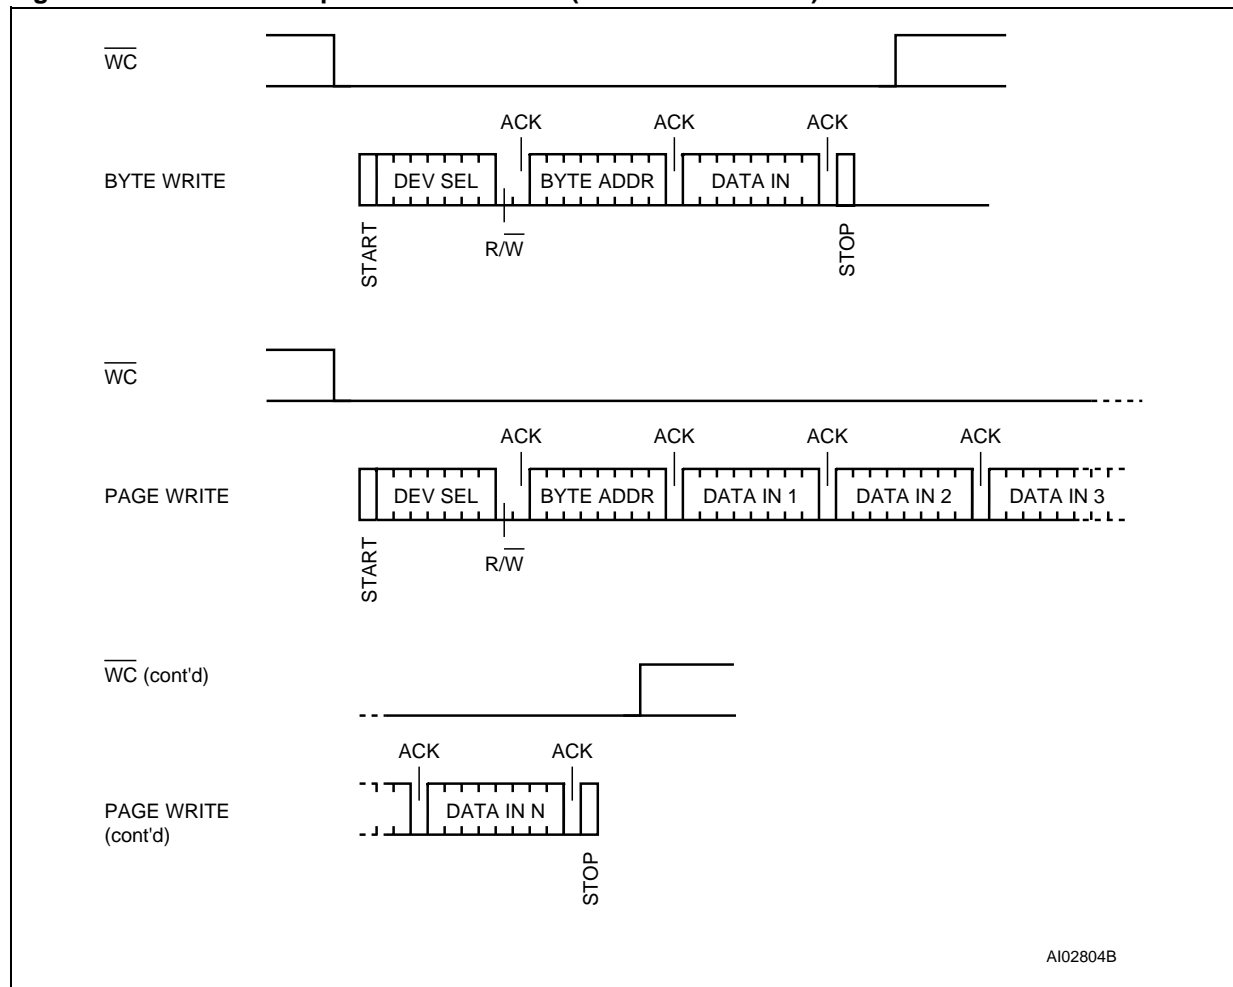 WC
ACK ACK ACK
BYTE WRITE
DEV SEL BYTE ADDR DATA IN
START R/W STOP
WC
ACK ACK ACK ACK
PAGE WRITE
DEV SEL BYTE ADDR DATA IN 1 DATA IN 2 DATA IN 3
START R/W
WC (cont'd)
ACK ACK
PAGE WRITE
(cont'd)
DATA IN N
STOP
AI02804B